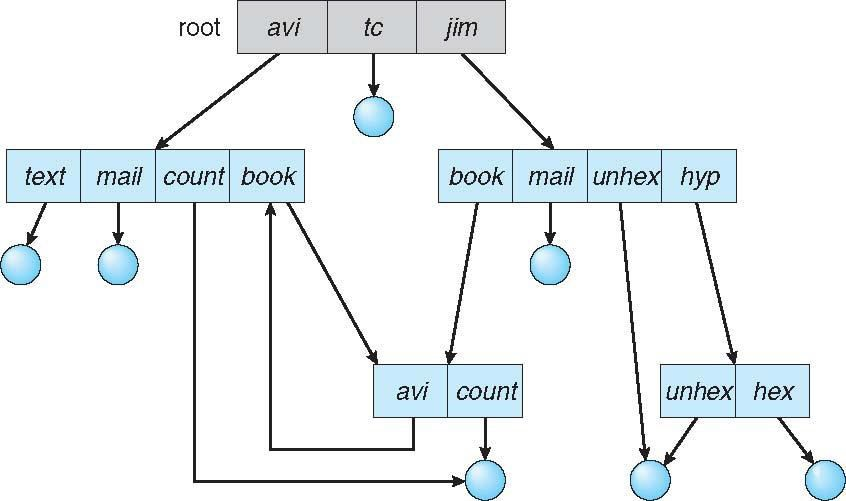 root avi tc jim
text mail count book book mail unhex hyp
avi count unhex hex